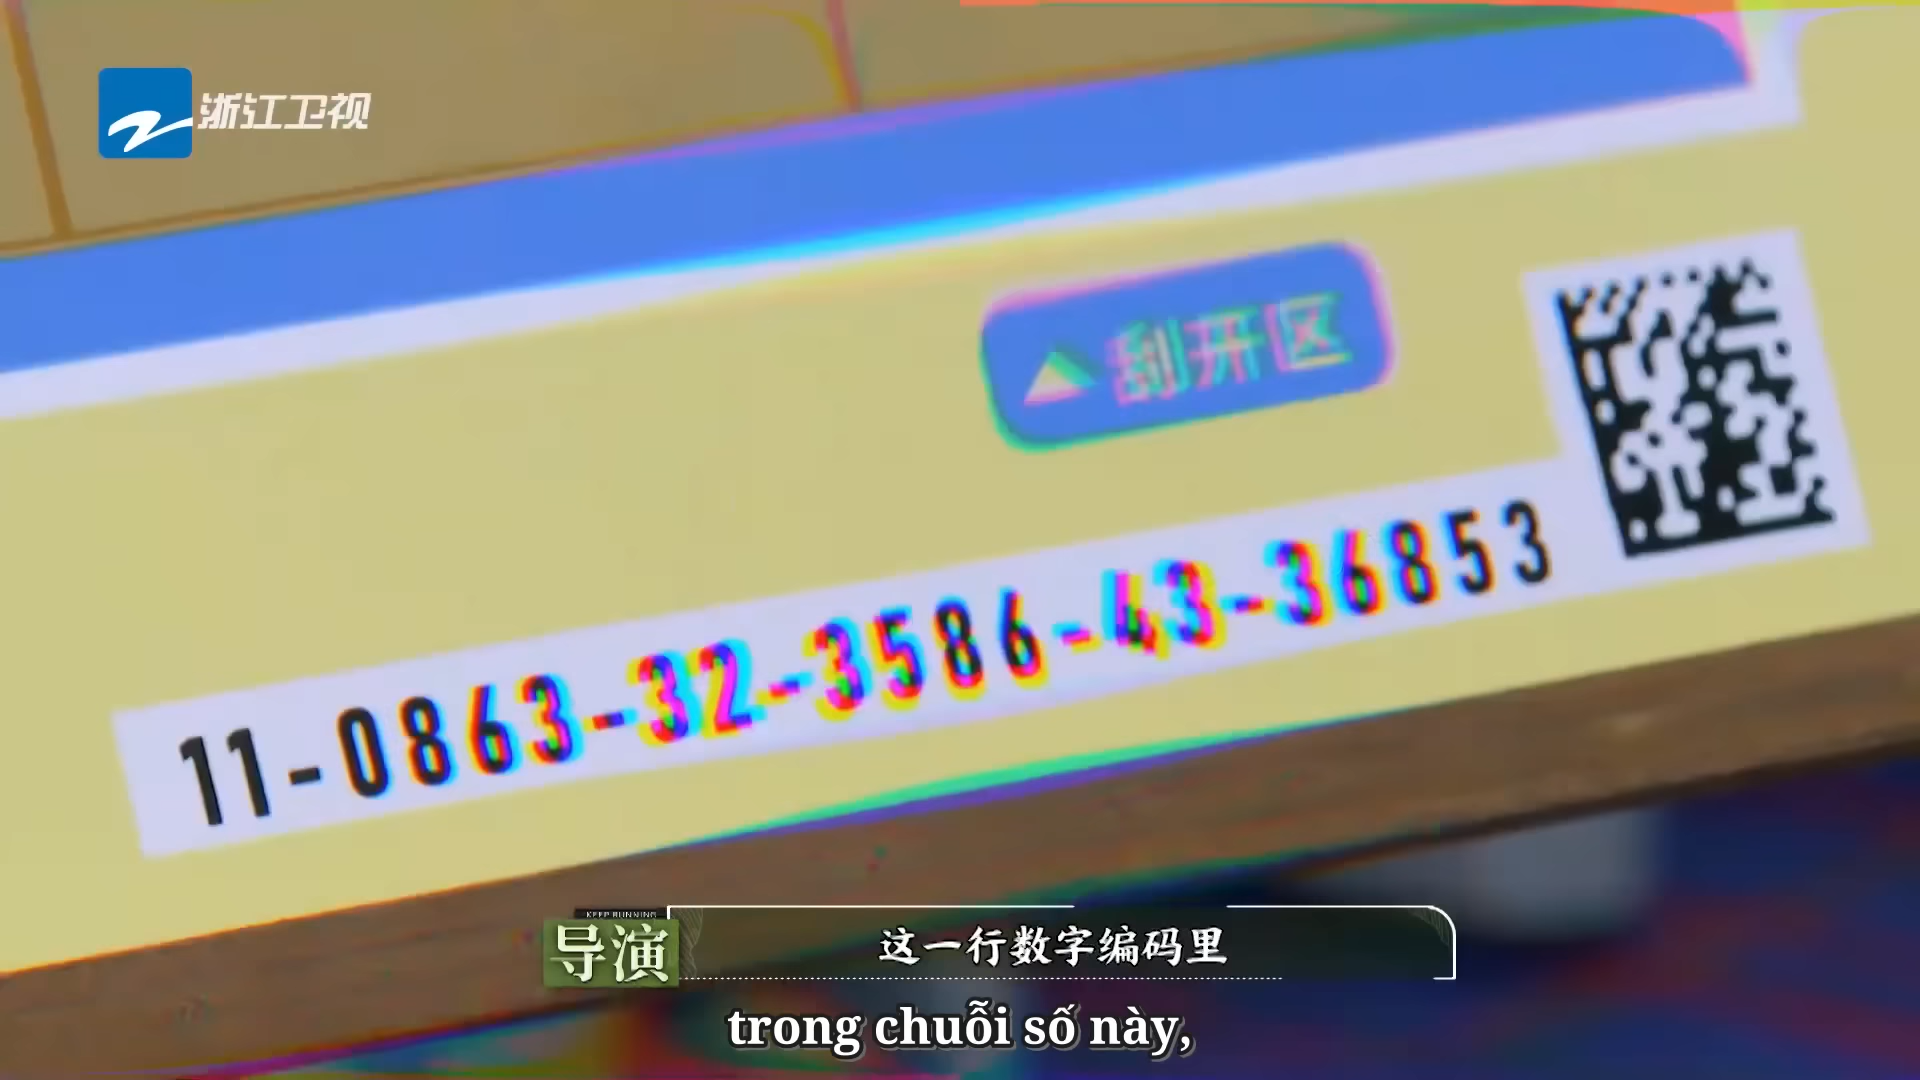 浙江卫视
刮开区
11-0863-32-3586-43-36853
KEEP RUNNING
导演
这一行数字编码里
trong chuỗi số này,